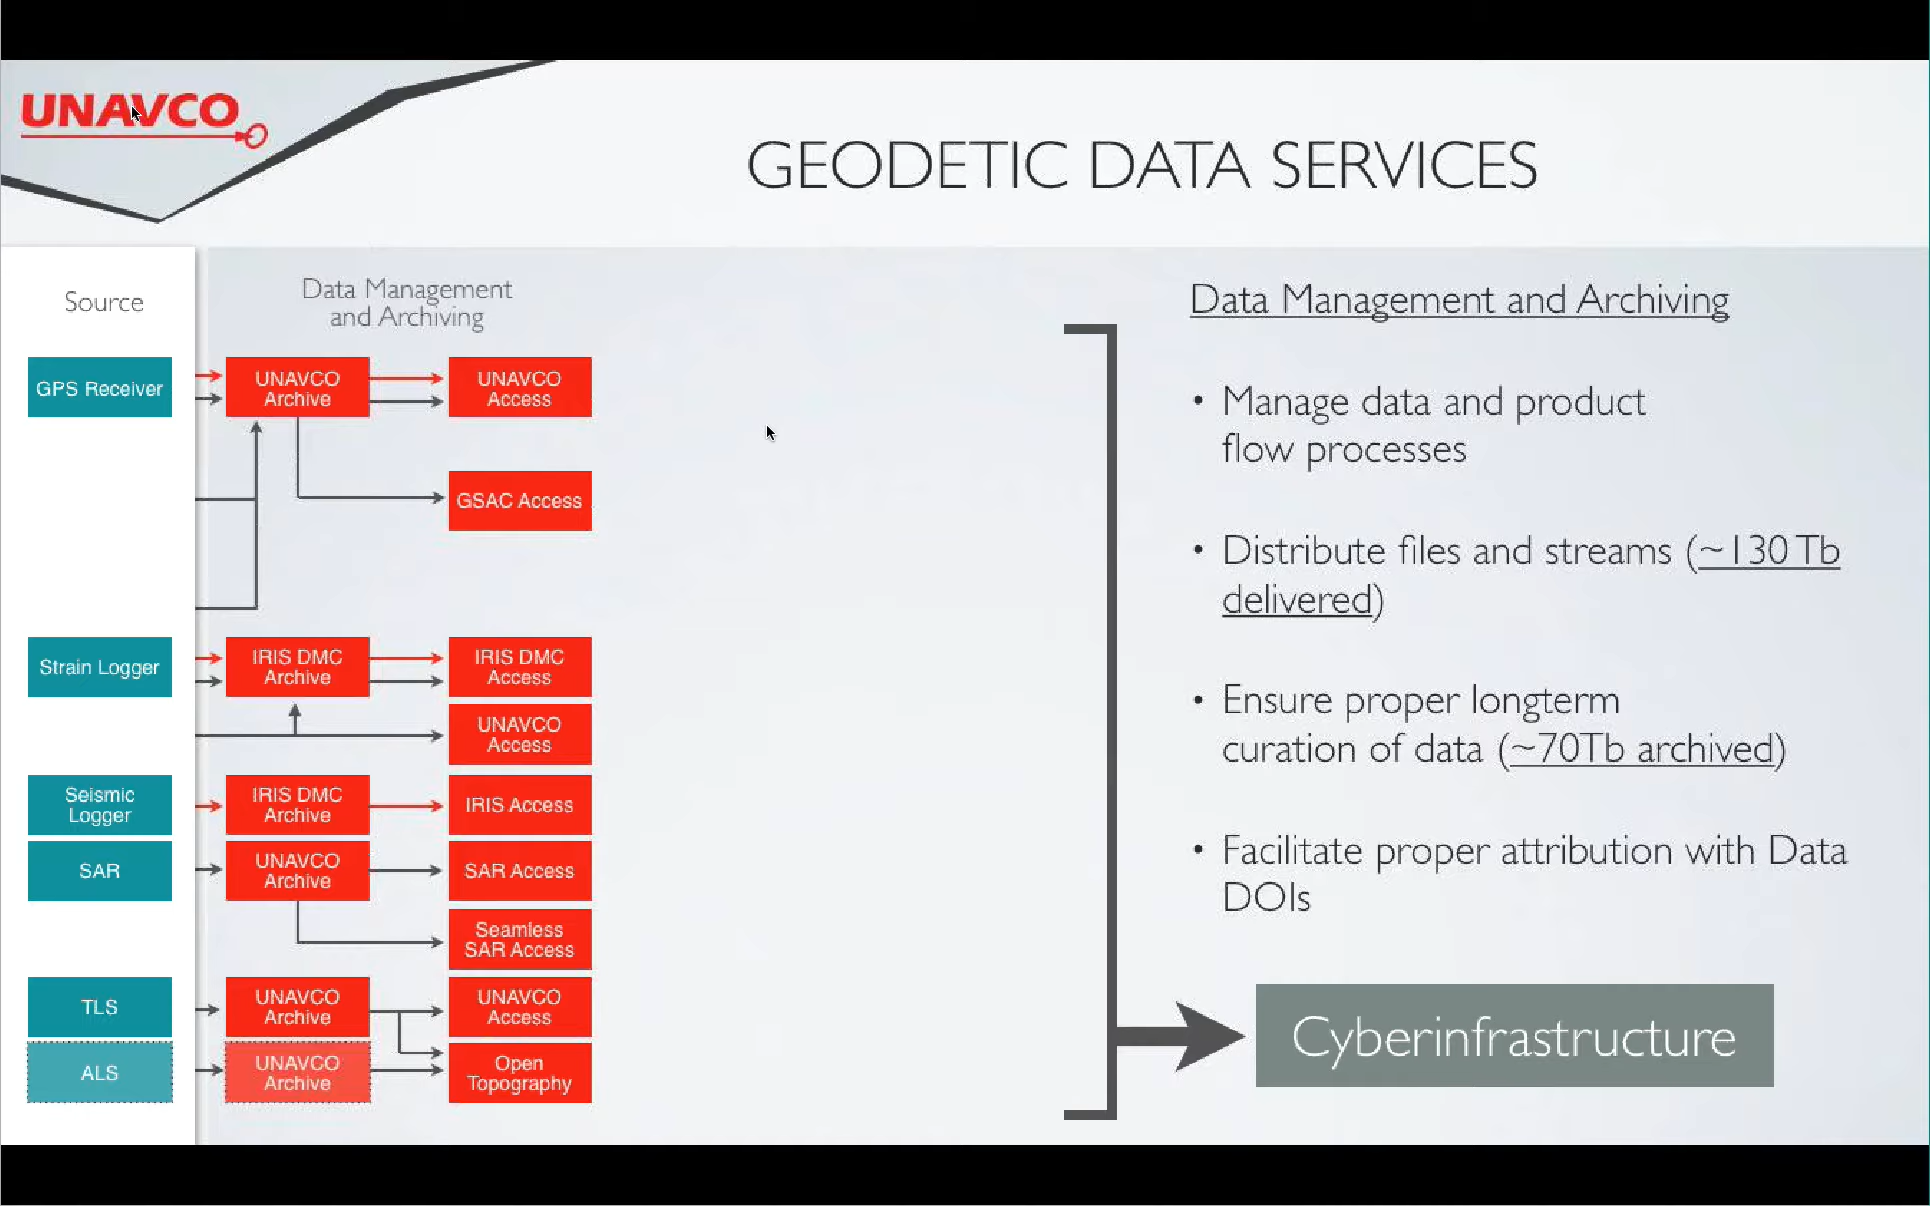 UNAVCO
GEODETIC DATA SERVICES
Source
Data Management
and Archiving
GPS Receiver
UNAVCO
Archive
UNAVCO
Access
GSAC Access
Strain Logger
IRIS DMC
Archive
IRIS DMC
Access
UNAVCO
Access
Seismic
Logger
IRIS DMC
Archive
IRIS Access
SAR
UNAVCO
Archive
SAR Access
Seamless
SAR Access
TLS
UNAVCO
Archive
UNAVCO
Access
ALS
UNAVCO
Archive
Open
Topography
Data Management and Archiving
• Manage data and product
flow processes
• Distribute files and streams (~130 Tb
delivered)
• Ensure proper longterm
curation of data (~70Tb archived)
• Facilitate proper attribution with Data
DOIs
Cyberinfrastructure